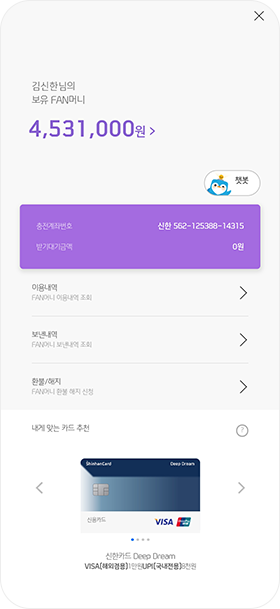 김신한님의
보유 FAN머니
4,531,000원 >
챗봇
충전계좌번호 신한 562-125388-14315
받기대기금액 0원
이용내역
FAN머니 이용내역 조회
보낸내역
FAN머니 보낸내역 조회
환불/해지
FAN머니 환불 해지 신청
내게 맞는 카드 추천 ?
ShinhanCard Deep Dream
신용카드 VISA UnionPay
신한카드 Deep Dream
VISA(해외겸용)1만원UPI(국내전용)8천원